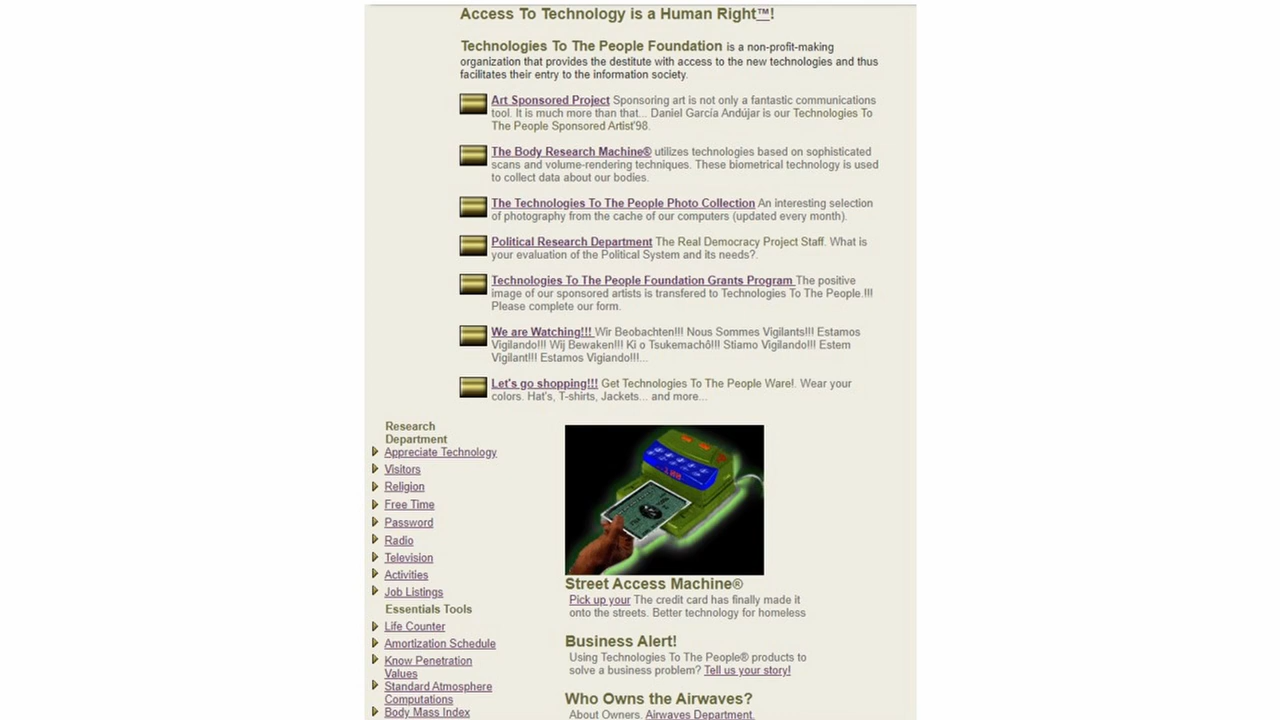 Access To Technology is a Human Right™!
Technologies To The People Foundation is a non-profit-making
organization that provides the destitute with access to the new technologies and thus
facilitates their entry to the information society.
Art Sponsored Project Sponsoring art is not only a fantastic communications
tool. It is much more than that... Daniel García Andújar is our Technologies To
The People Sponsored Artist'98.
The Body Research Machine® utilizes technologies based on sophisticated
scans and volume-rendering techniques. These biometrical technology is used
to collect data about our bodies.
The Technologies To The People Photo Collection An interesting selection
of photography from the cache of our computers (updated every month).
Political Research Department The Real Democracy Project Staff. What is
your evaluation of the Political System and its needs?.
Technologies To The People Foundation Grants Program The positive
image of our sponsored artists is transfered to Technologies To The People.!!!
Please complete our form.
We are Watching!!! Wir Beobachten!!! Nous Sommes Vigilants!!! Estamos
Vigilando!!! Wij Bewaken!!! Ki o Tsukemachô!!! Stiamo Vigilando!!! Estem
Vigilant!!! Estamos Vigiando!!!...
Let's go shopping!!! Get Technologies To The People Ware!. Wear your
colors. Hat's, T-shirts, Jackets... and more...
Research
Department
Appreciate Technology
Visitors
Religion
Free Time
Password
Radio
Television
Activities
Job Listings
Essentials Tools
Life Counter
Amortization Schedule
Know Penetration
Values
Standard Atmosphere
Computations
Body Mass Index
Street Access Machine®
Pick up your The credit card has finally made it
onto the streets. Better technology for homeless
Business Alert!
Using Technologies To The People® products to
solve a business problem? Tell us your story!
Who Owns the Airwaves?
About Owners. Airwaves Department.